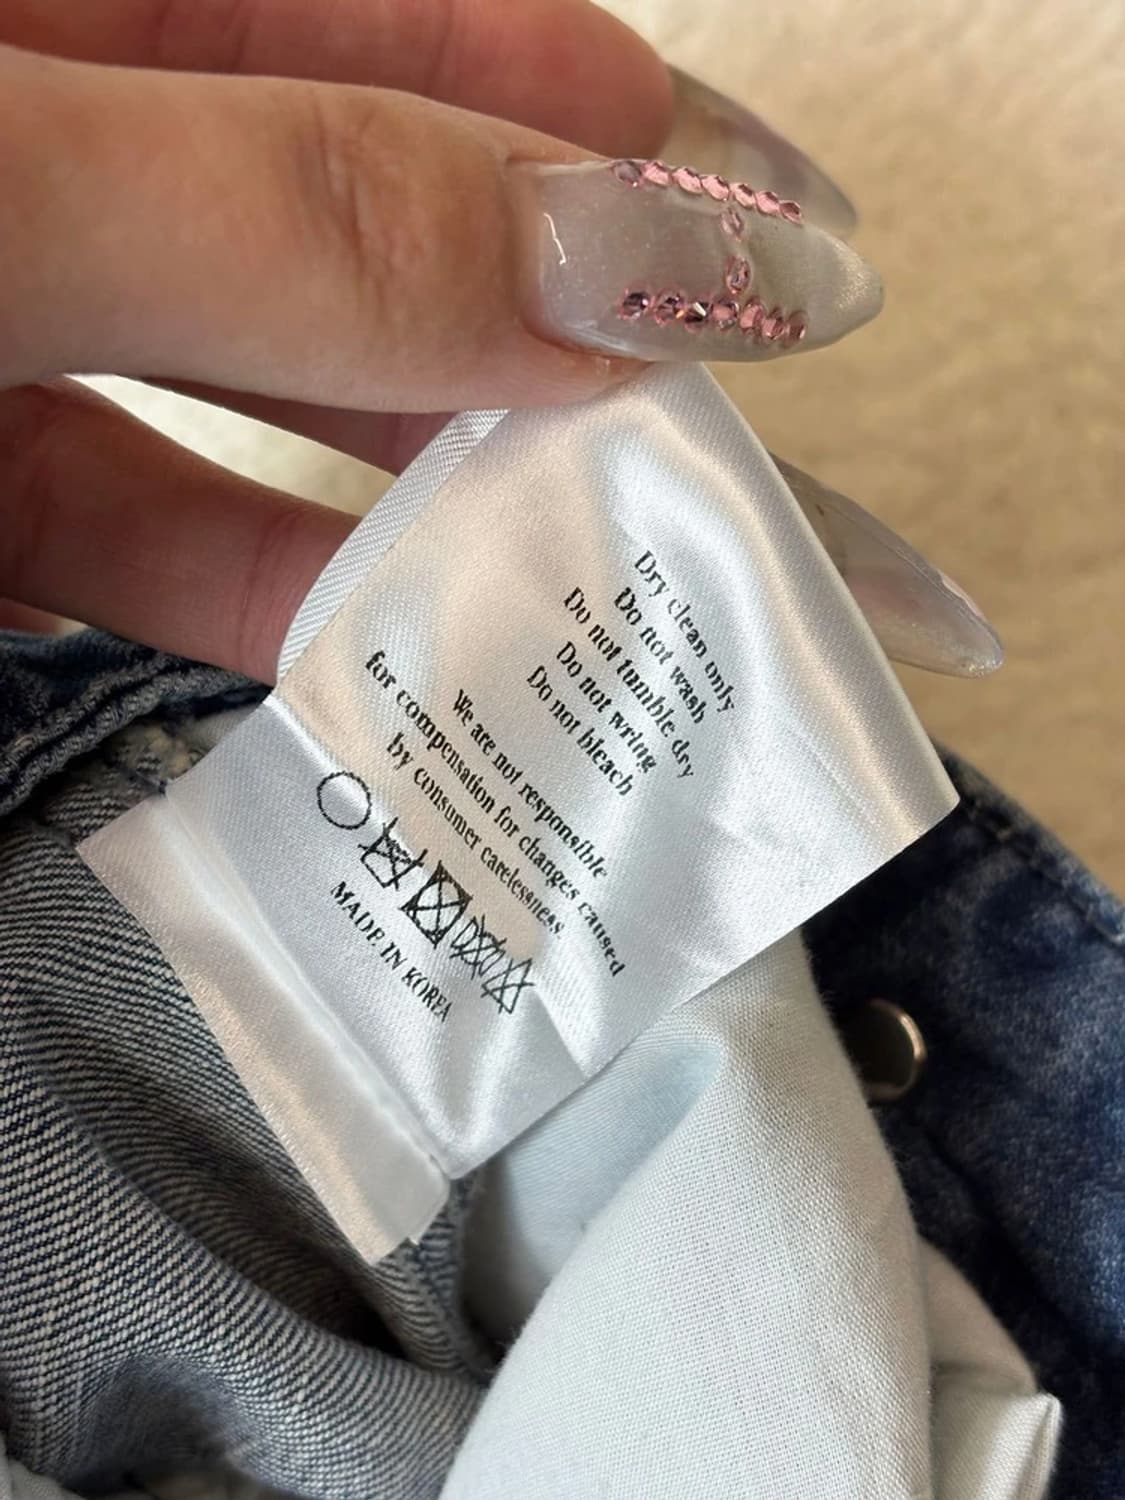 Dry clean only
Do not wash
Do not tumble dry
Do not wring
Do not bleach
We are not responsible
for compensation for changes caused
by consumer carelessness
MADE IN KOREA